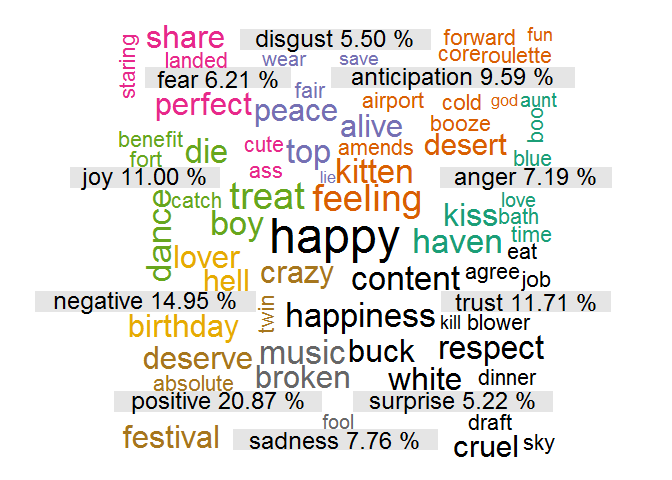 share disgust 5.50 % forward fun
staring landed wear save core roulette
fear 6.21 % anticipation 9.59 %
fair
perfect peace airport cold god aunt
alive booze boo
benefit die cute top amends desert
fort ass kitten blue
joy 11.00 % lie anger 7.19 %
catch treat feeling love
dance boy kiss bath
happy haven time
lover eat
hell crazy content agree job
negative 14.95 % trust 11.71 %
twin happiness kill blower
birthday
deserve music buck respect
absolute broken white dinner
positive 20.87 % surprise 5.22 %
fool draft
festival sadness 7.76 % cruel sky